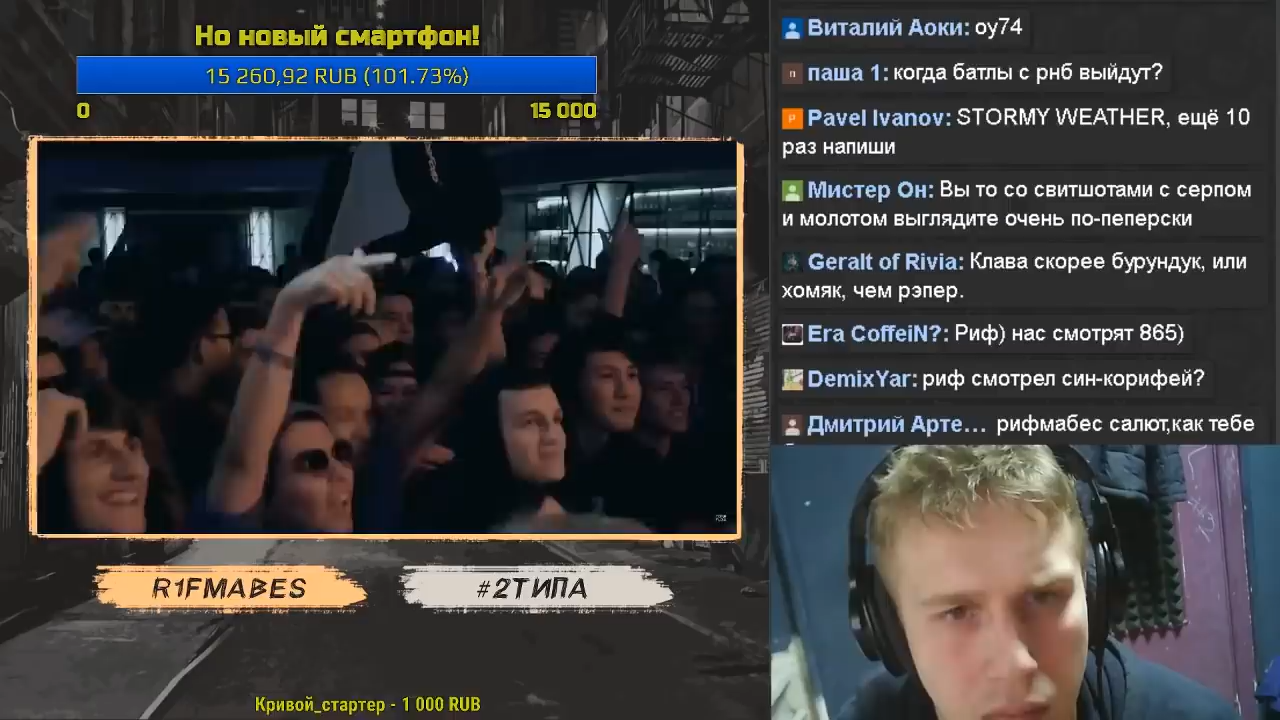 Но новый смартфон!
15 260,92 RUB (101.73%)
0
15 000
R1FMABES
#2ТИПА
Кривой_стартер - 1 000 RUB
Виталий Аоки: оу74
п паша 1: когда батлы с рнб выйдут?
P Pavel Ivanov: STORMY WEATHER, ещё 10
раз напиши
Мистер Он: Вы то со свитшотами с серпом
и молотом выглядите очень по-пеперски
Geralt of Rivia: Клава скорее бурундук, или
хомяк, чем рэпер.
Era CoffeiN?: Риф) нас смотрят 865)
DemixYar: риф смотрел син-корифей?
Дмитрий Арте... рифмабес салют,как тебе